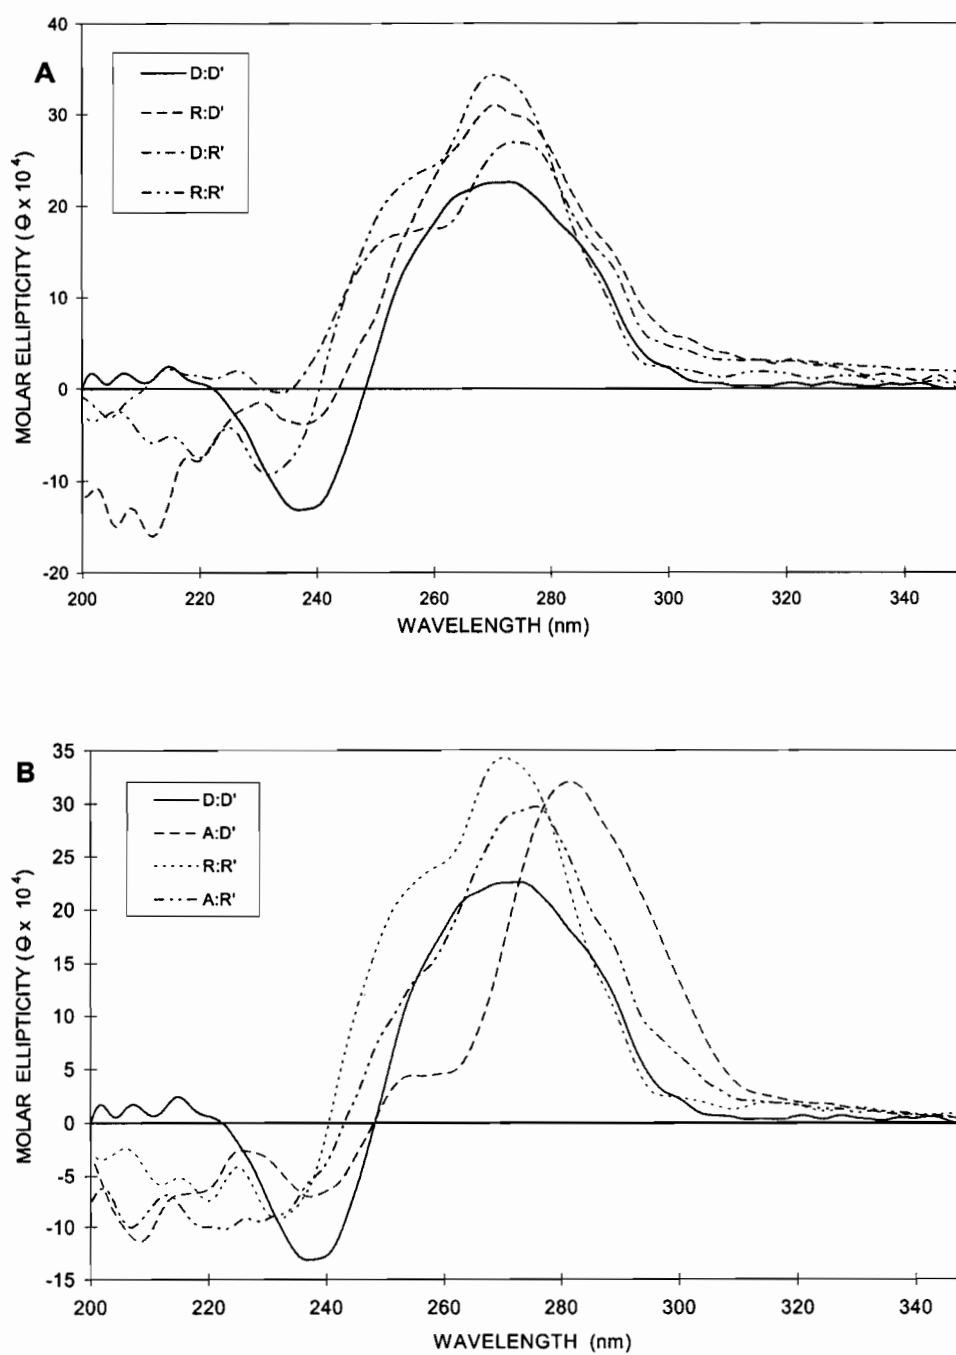 A
D:D'
R:D'
D:R'
R:R'
MOLAR ELLIPTICITY (Θ x 10⁻⁴)
40
30
20
10
0
-10
-20
200 220 240 260 280 300 320 340
WAVELENGTH (nm)
B
D:D'
A:D'
R:R'
A:R'
MOLAR ELLIPTICITY (Θ x 10⁴)
35
30
25
20
15
10
5
0
-5
-10
-15
200 220 240 260 280 300 320 340
WAVELENGTH (nm)